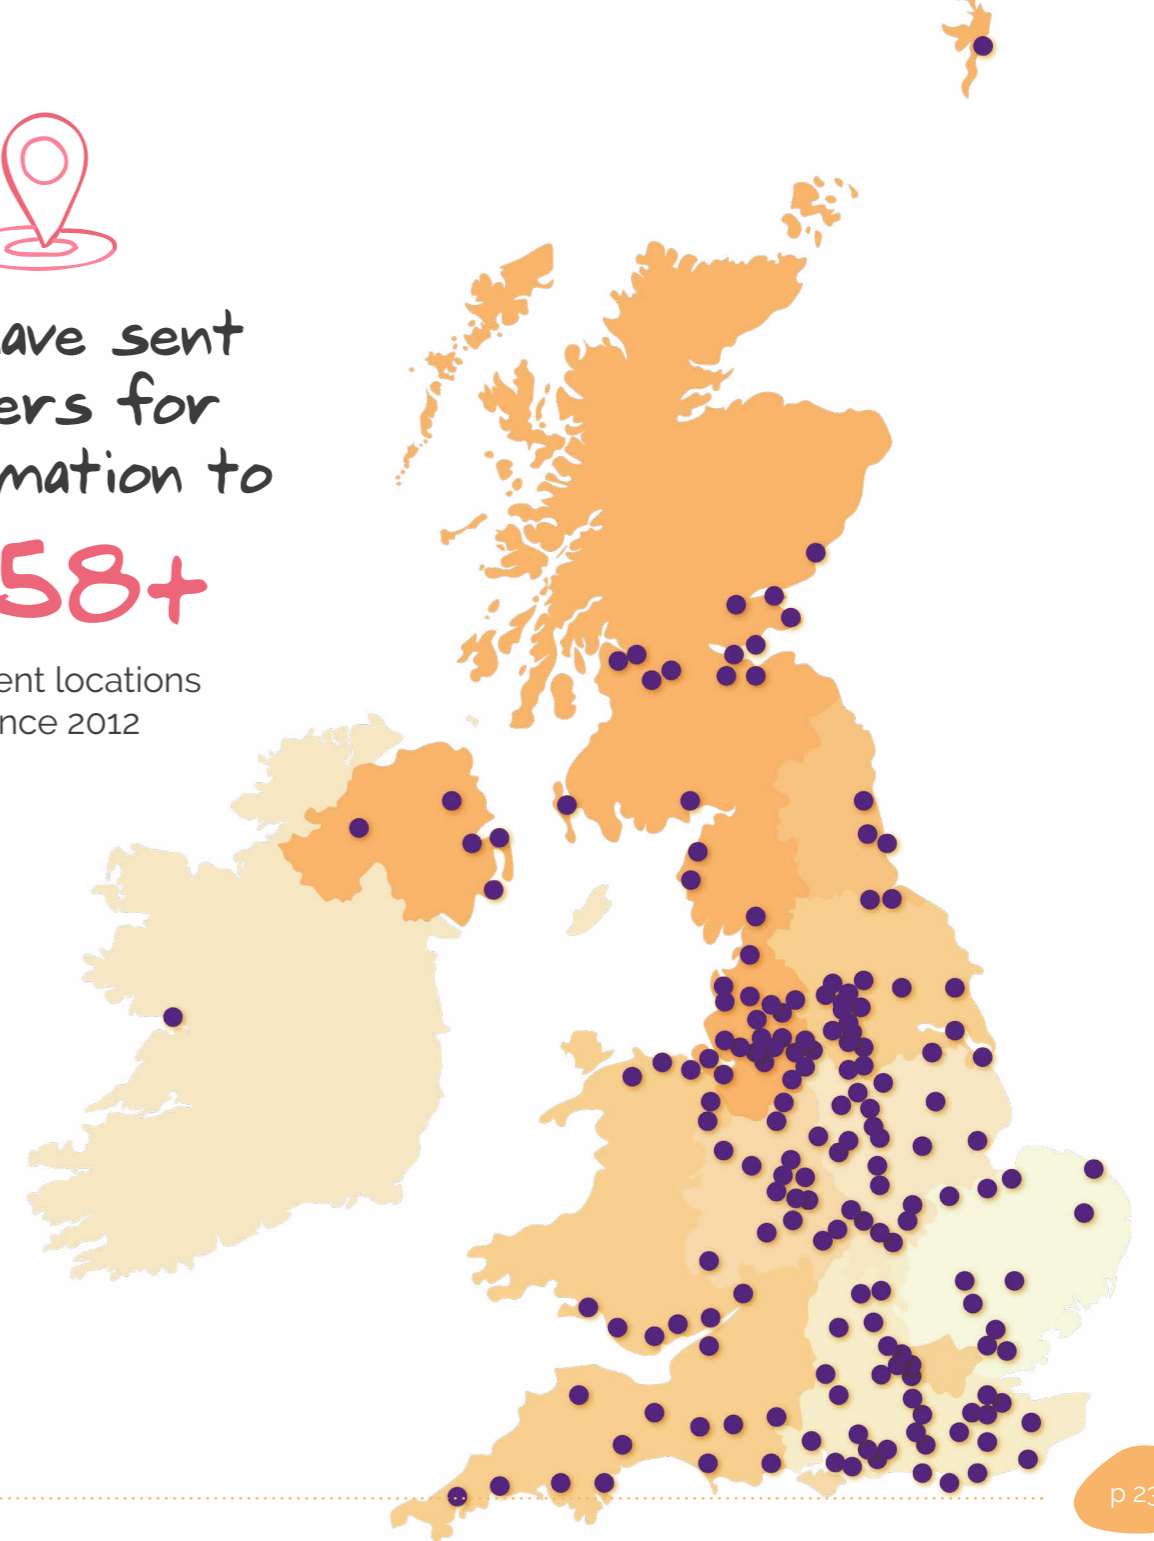 ave sent
ers for
mation to
58+
ent locations
nce 2012
p 23